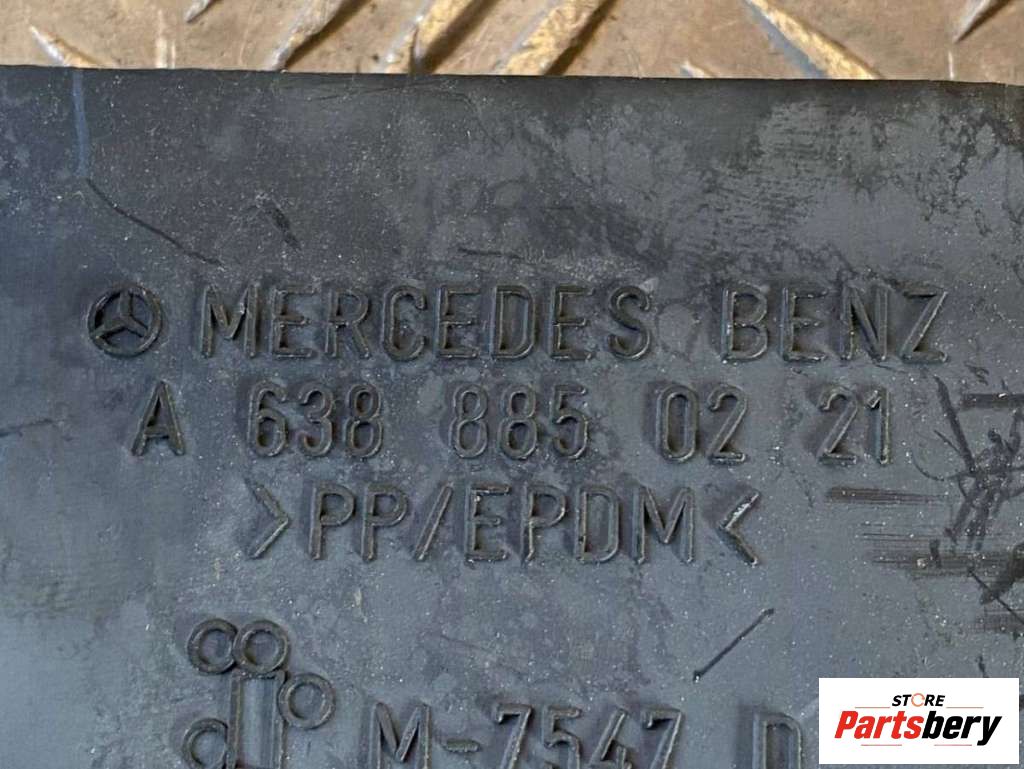 MERCEDES BENZ
A 638 885 02 21
>PP/EPDM<
M-7547 D
STORE
Partsbery